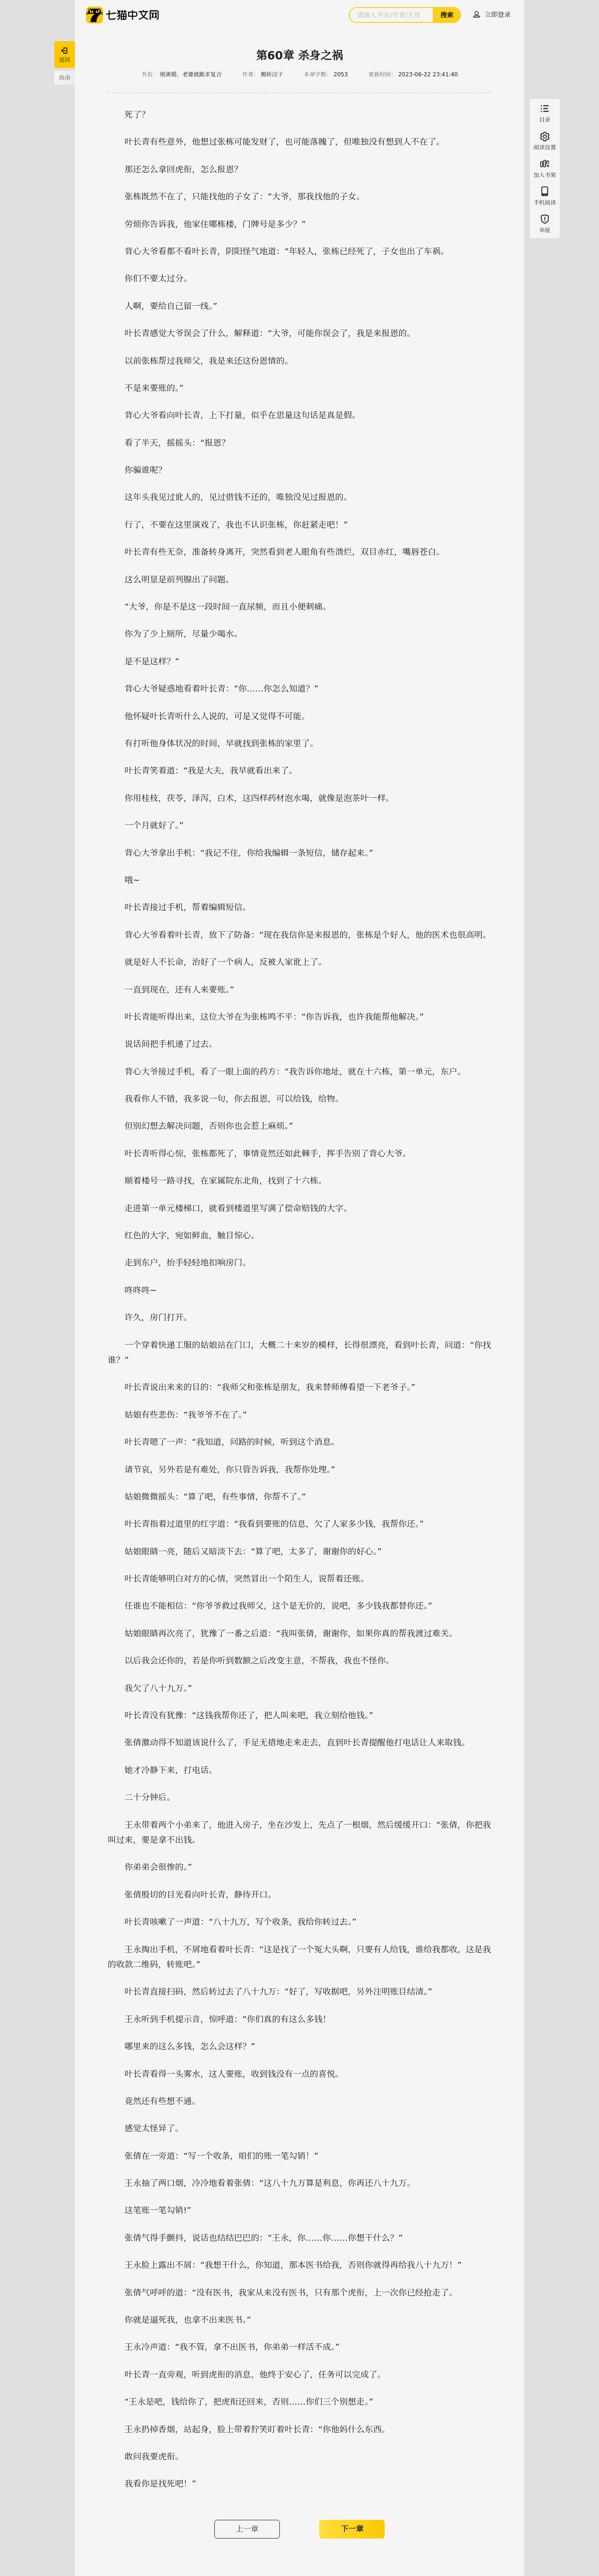 七猫中文网
请输入书名/作者/主角
搜索
立即登录
返回
指南
目录
阅读设置
加入书架
手机阅读
举报
第60章 杀身之祸
书名: 刚离婚，老婆就跪求复合 作者: 搬砖汉子 本章字数: 2053 更新时间: 2023-06-22 23:41:40
死了？
叶长青有些意外，他想过张栋可能发财了，也可能落魄了，但唯独没有想到人不在了。
那还怎么拿回虎衔，怎么报恩？
张栋既然不在了，只能找他的子女了：“大爷，那我找他的子女。
劳烦你告诉我，他家住哪栋楼，门牌号是多少？”
背心大爷看都不看叶长青，阴阳怪气地道：“年轻人，张栋已经死了，子女也出了车祸。
你们不要太过分。
人啊，要给自己留一线。”
叶长青感觉大爷误会了什么，解释道：“大爷，可能你误会了，我是来报恩的。
以前张栋帮过我师父，我是来还这份恩情的。
不是来要账的。”
背心大爷看向叶长青，上下打量，似乎在思量这句话是真是假。
看了半天，摇摇头：“报恩？
你骗谁呢？
这年头我见过讹人的，见过借钱不还的，唯独没见过报恩的。
行了，不要在这里演戏了，我也不认识张栋，你赶紧走吧！”
叶长青有些无奈，准备转身离开，突然看到老人眼角有些溃烂，双目赤红，嘴唇苍白。
这么明显是前列腺出了问题。
“大爷，你是不是这一段时间一直尿频，而且小便刺痛。
你为了少上厕所，尽量少喝水。
是不是这样？”
背心大爷疑惑地看着叶长青：“你……你怎么知道？”
他怀疑叶长青听什么人说的，可是又觉得不可能。
有打听他身体状况的时间，早就找到张栋的家里了。
叶长青笑着道：“我是大夫，我早就看出来了。
你用桂枝，茯苓，泽泻，白术，这四样药材泡水喝，就像是泡茶叶一样。
一个月就好了。”
背心大爷拿出手机：“我记不住，你给我编辑一条短信，储存起来。”
哦~
叶长青接过手机，帮着编辑短信。
背心大爷看着叶长青，放下了防备：“现在我信你是来报恩的，张栋是个好人，他的医术也很高明。
就是好人不长命，治好了一个病人，反被人家讹上了。
一直到现在，还有人来要账。”
叶长青能听得出来，这位大爷在为张栋鸣不平：“你告诉我，也许我能帮他解决。”
说话间把手机递了过去。
背心大爷接过手机，看了一眼上面的药方：“我告诉你地址，就在十六栋，第一单元，东户。
我看你人不错，我多说一句，你去报恩，可以给钱，给物。
但别幻想去解决问题，否则你也会惹上麻烦。”
叶长青听得心惊，张栋都死了，事情竟然还如此棘手，挥手告别了背心大爷。
顺着楼号一路寻找，在家属院东北角，找到了十六栋。
走进第一单元楼梯口，就看到楼道里写满了偿命赔钱的大字。
红色的大字，宛如鲜血，触目惊心。
走到东户，抬手轻轻地扣响房门。
咚咚咚~
许久，房门打开。
一个穿着快递工服的姑娘站在门口，大概二十来岁的模样，长得很漂亮，看到叶长青，问道：“你找
谁？”
叶长青说出来来的目的：“我师父和张栋是朋友，我来替师傅看望一下老爷子。”
姑娘有些悲伤：“我爷爷不在了。”
叶长青嗯了一声：“我知道，问路的时候，听到这个消息。
请节哀，另外若是有难处，你只管告诉我，我帮你处理。”
姑娘微微摇头：“算了吧，有些事情，你帮不了。”
叶长青指着过道里的红字道：“我看到要账的信息，欠了人家多少钱，我帮你还。”
姑娘眼睛一亮，随后又暗淡下去：“算了吧，太多了，谢谢你的好心。”
叶长青能够明白对方的心情，突然冒出一个陌生人，说帮着还账。
任谁也不能相信：“你爷爷救过我师父，这个是无价的，说吧，多少钱我都替你还。”
姑娘眼睛再次亮了，犹豫了一番之后道：“我叫张倩，谢谢你，如果你真的帮我渡过难关。
以后我会还你的，若是你听到数额之后改变主意，不帮我，我也不怪你。
我欠了八十九万。”
叶长青没有犹豫：“这钱我帮你还了，把人叫来吧，我立刻给他钱。”
张倩激动得不知道该说什么了，手足无措地走来走去，直到叶长青提醒他打电话让人来取钱。
她才冷静下来，打电话。
二十分钟后。
王永带着两个小弟来了，他进入房子，坐在沙发上，先点了一根烟，然后缓缓开口：“张倩，你把我
叫过来，要是拿不出钱。
你弟弟会很惨的。”
张倩殷切的目光看向叶长青，静待开口。
叶长青咳嗽了一声道：“八十九万，写个收条，我给你转过去。”
王永掏出手机，不屑地看着叶长青：“这是找了一个冤大头啊，只要有人给钱，谁给我都收，这是我
的收款二维码，转账吧。”
叶长青直接扫码，然后转过去了八十九万：“好了，写收据吧，另外注明账目结清。”
王永听到手机提示音，惊呼道：“你们真的有这么多钱！
哪里来的这么多钱，怎么会这样？”
叶长青看得一头雾水，这人要账，收到钱没有一点的喜悦。
竟然还有些想不通。
感觉太怪异了。
张倩在一旁道：“写一个收条，咱们的账一笔勾销！”
王永抽了两口烟，冷冷地看着张倩：“这八十九万算是利息，你再还八十九万。
这笔账一笔勾销！”
张倩气得手颤抖，说话也结结巴巴的：“王永，你……你……你想干什么？”
王永脸上露出不屑：“我想干什么，你知道，那本医书给我，否则你就得再给我八十九万！”
张倩气呼呼的道：“没有医书，我家从来没有医书，只有那个虎衔，上一次你已经抢走了。
你就是逼死我，也拿不出来医书。”
王永冷声道：“我不管，拿不出医书，你弟弟一样活不成。”
叶长青一直旁观，听到虎衔的消息，他终于安心了，任务可以完成了。
“王永是吧，钱给你了，把虎衔还回来，否则……你们三个别想走。”
王永扔掉香烟，站起身，脸上带着狞笑盯着叶长青：“你他妈什么东西。
敢问我要虎衔。
我看你是找死吧！”
上一章
下一章